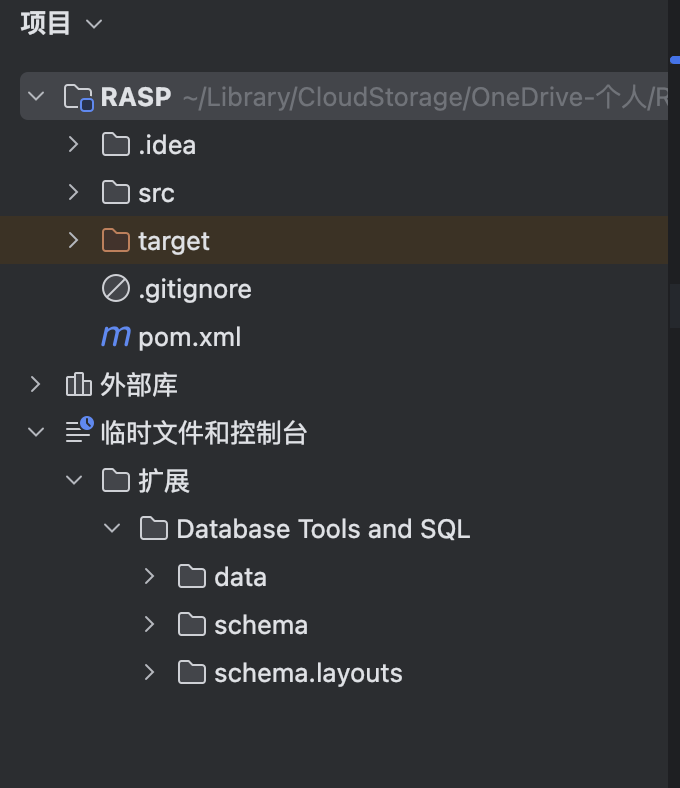 项目
RASP ~/Library/CloudStorage/OneDrive-个人/R
.idea
src
target
.gitignore
pom.xml
外部库
临时文件和控制台
扩展
Database Tools and SQL
data
schema
schema.layouts